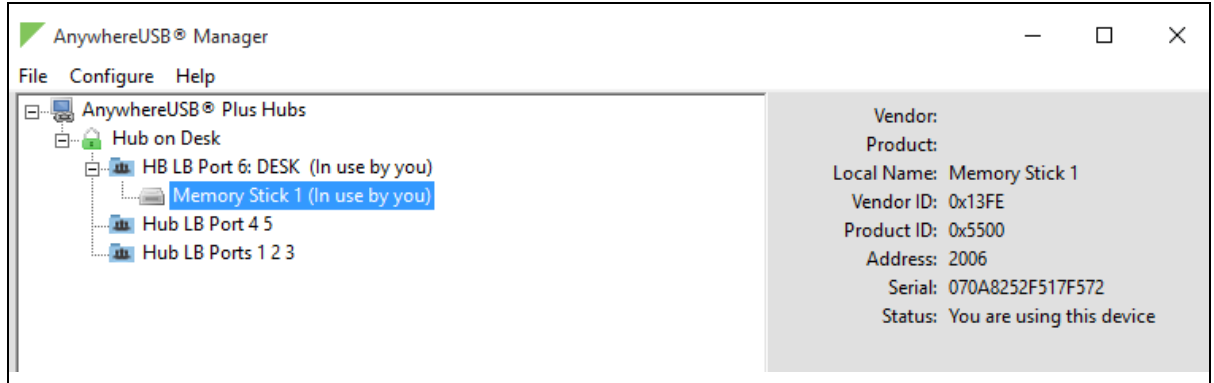 AnywhereUSB® Manager
File Configure Help
AnywhereUSB® Plus Hubs
Hub on Desk
HB LB Port 6: DESK (In use by you)
Memory Stick 1 (In use by you)
Hub LB Port 4 5
Hub LB Ports 1 2 3
Vendor:
Product:
Local Name: Memory Stick 1
Vendor ID: 0x13FE
Product ID: 0x5500
Address: 2006
Serial: 070A8252F517F572
Status: You are using this device